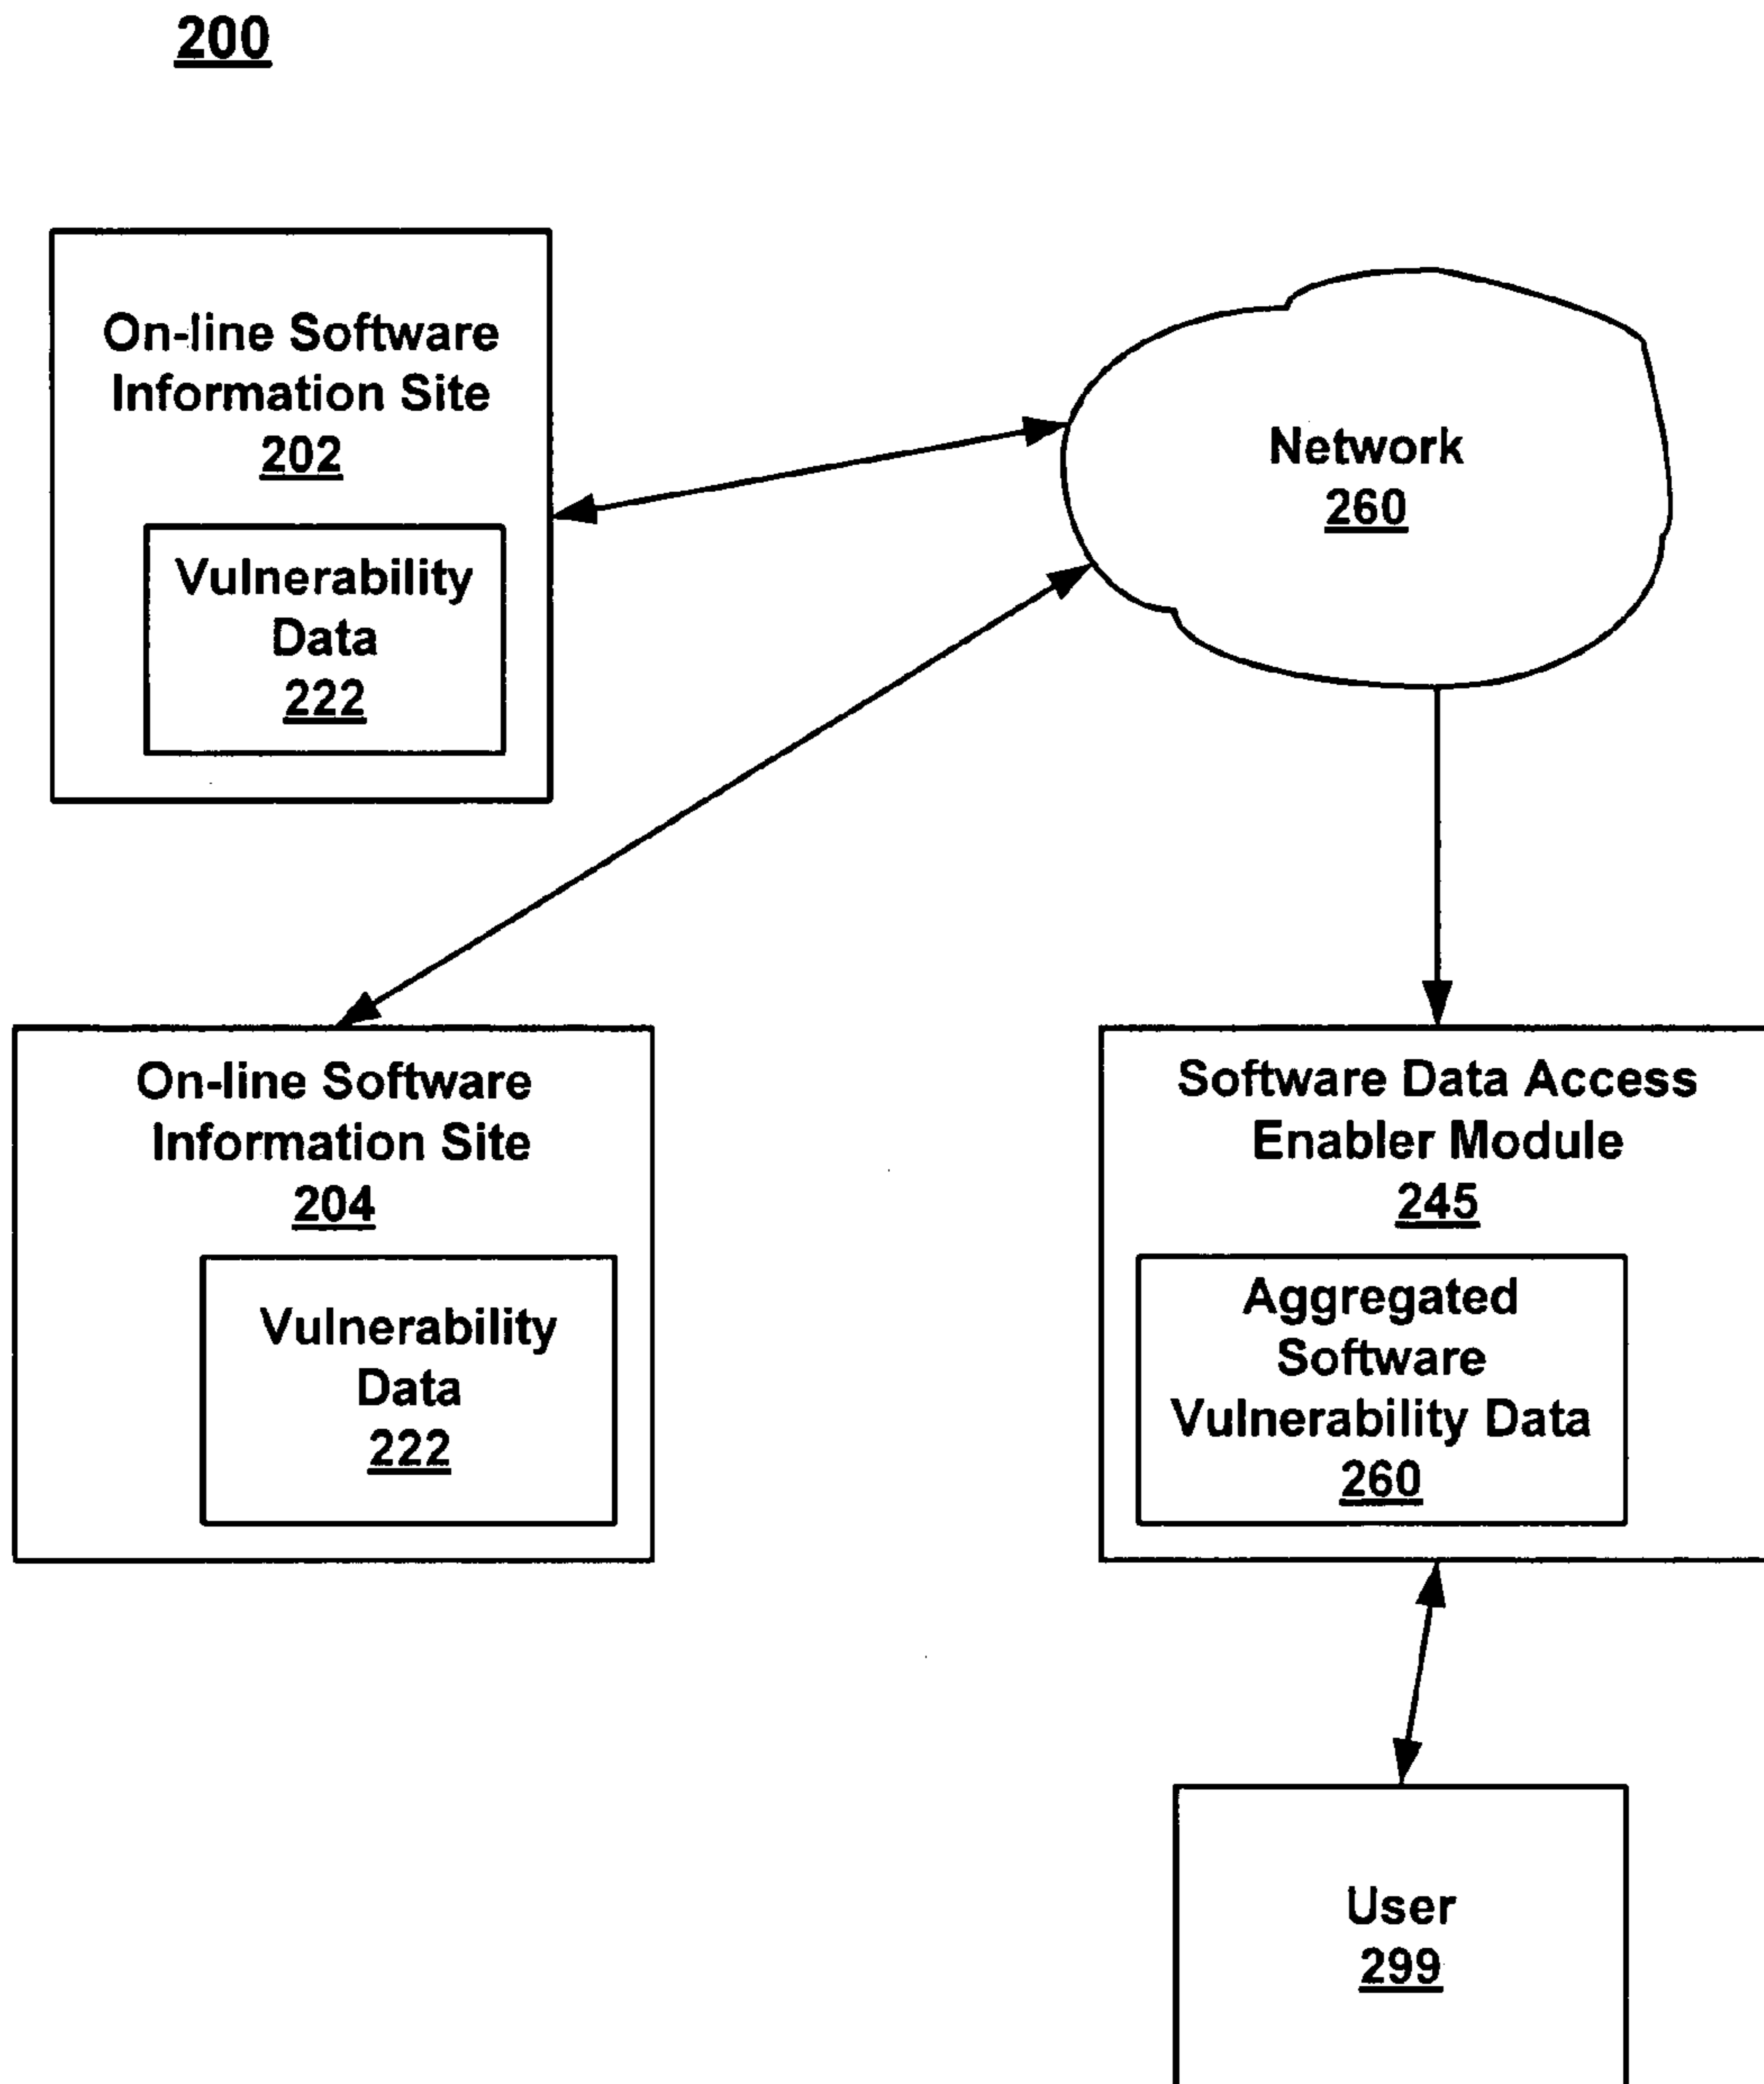 200
On-line Software
Information Site
202
Vulnerability
Data
222
Network
260
On-line Software
Information Site
204
Vulnerability
Data
222
Software Data Access
Enabler Module
245
Aggregated
Software
Vulnerability Data
260
User
299